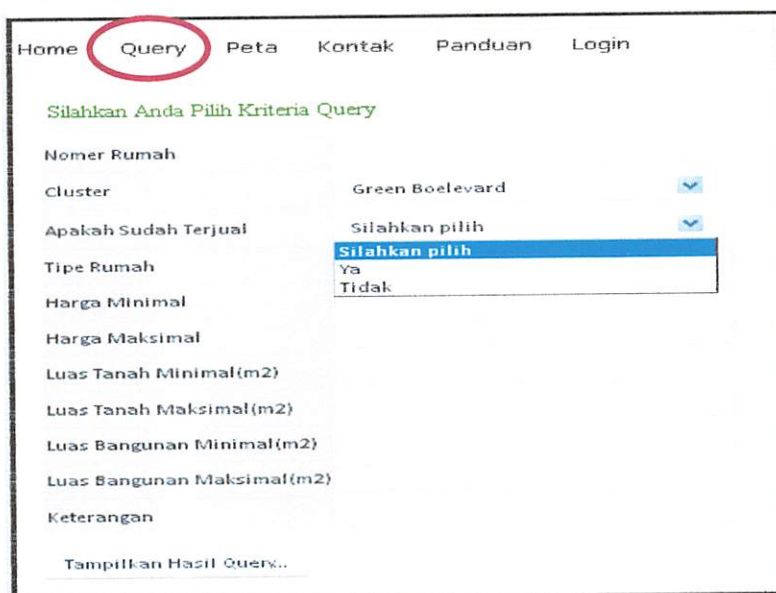 Home Query Peta Kontak Panduan Login
Silahkan Anda Pilih Kriteria Query
Nomer Rumah
Cluster Green Boelevard
Apakah Sudah Terjual Silahkan pilih
Silahkan pilih
Tipe Rumah Ya
Tidak
Harga Minimal
Harga Maksimal
Luas Tanah Minimal(m2)
Luas Tanah Maksimal(m2)
Luas Bangunan Minimal(m2)
Luas Bangunan Maksimal(m2)
Keterangan
Tampilkan Hasil Query..